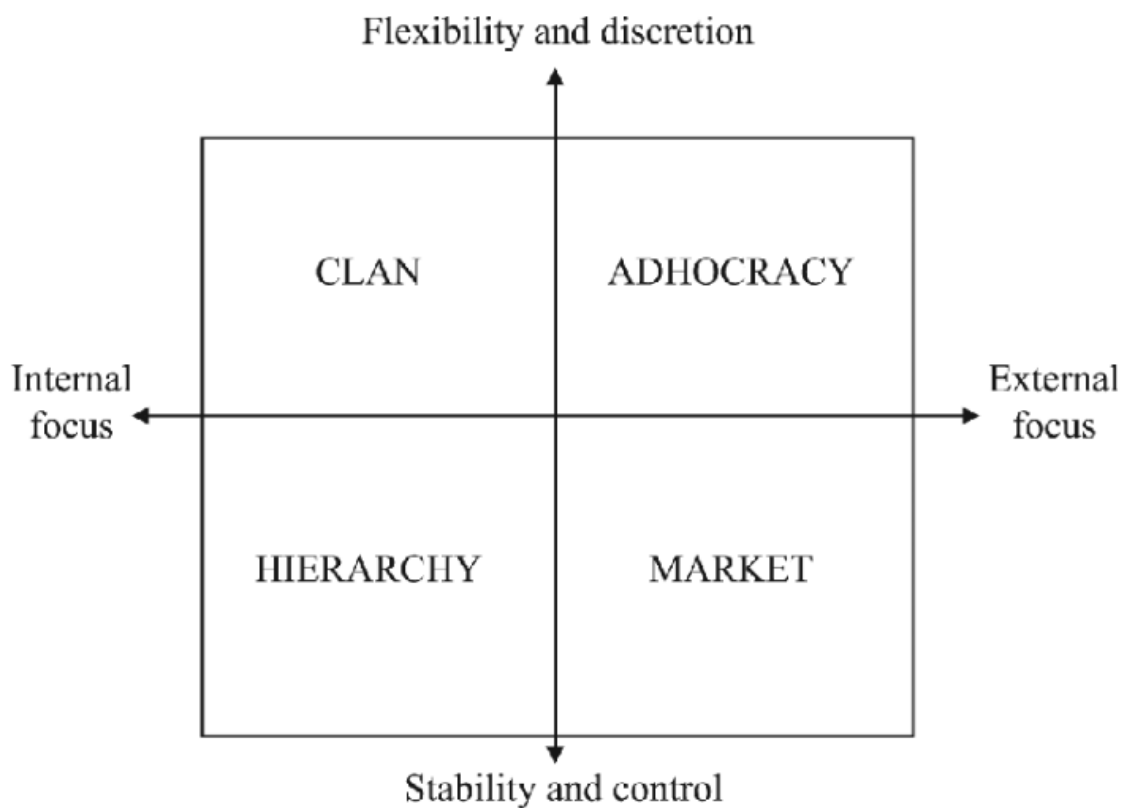 Flexibility and discretion
CLAN
ADHOCRACY
Internal
focus
External
focus
HIERARCHY
MARKET
Stability and control